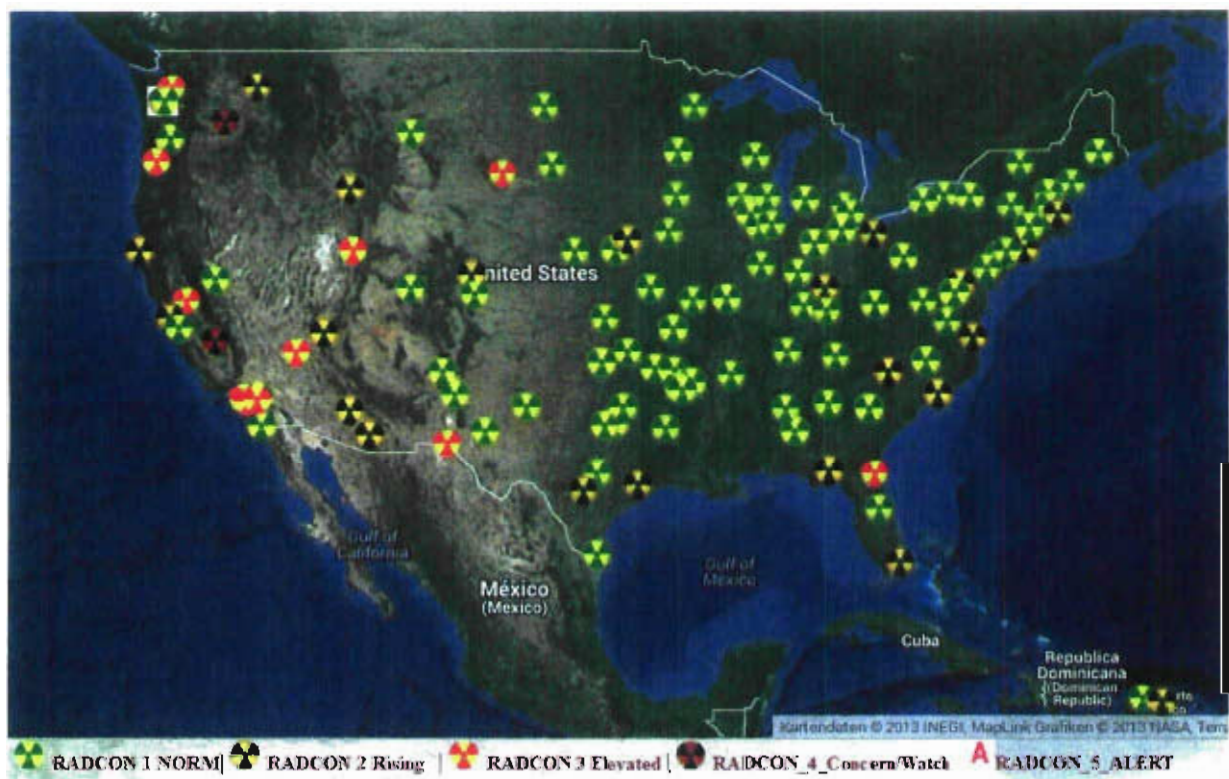 United States
Gulf of
California
México
(Mexico)
Gulf of
Mexico
Cuba
Republica
Dominicana
(Dominican
Republic)
Kartendaten © 2013 INEGI, MapLink Grafiken © 2013 NASA, Terr
RADCON 1 NORM RADCON 2 Rising RADCON 3 Elevated RADCON_4_Concern/Watch A RADCON_5_ALERT